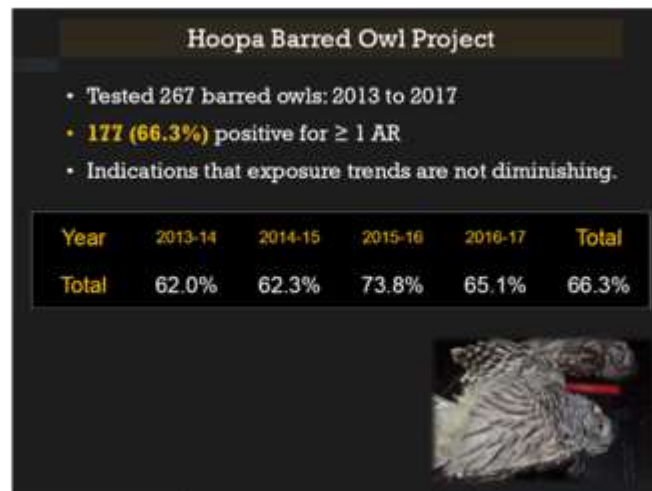 Hoopa Barred Owl Project
• Tested 267 barred owls: 2013 to 2017
• 177 (66.3%) positive for ≥ 1 AR
• Indications that exposure trends are not diminishing.
Year 2013-14 2014-15 2015-16 2016-17 Total
Total 62.0% 62.3% 73.8% 65.1% 66.3%